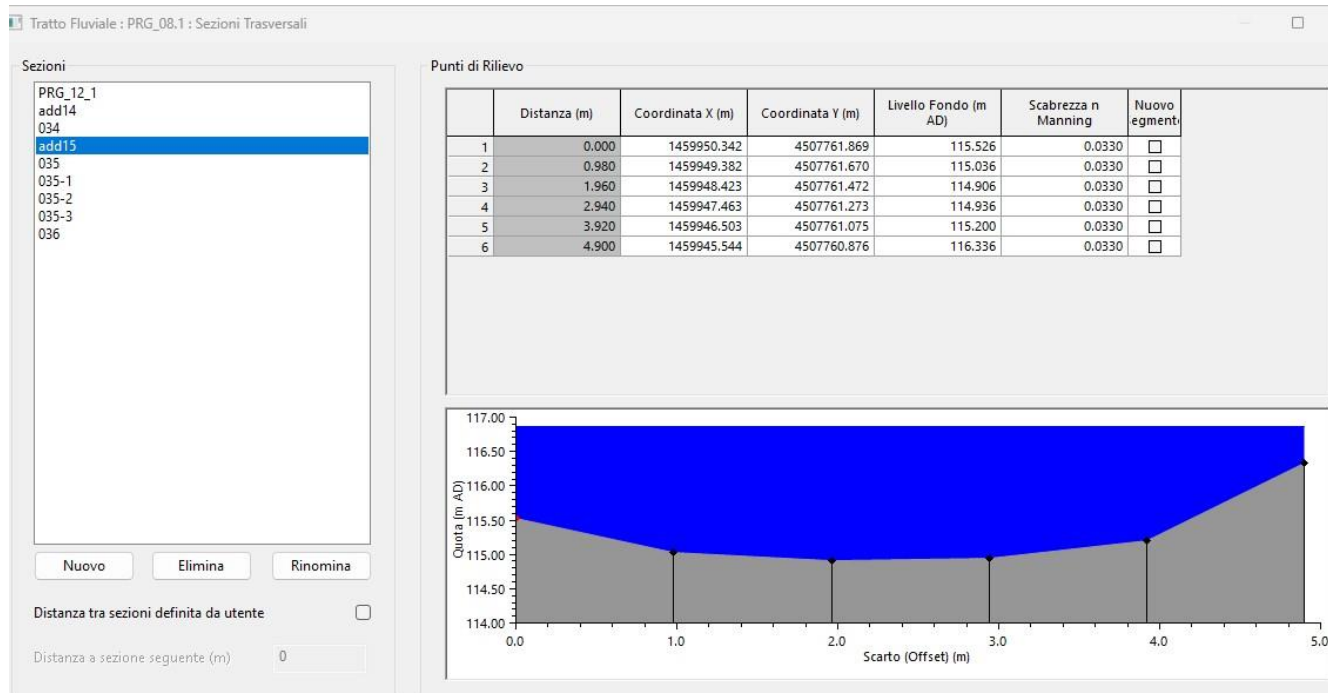 Tratto Fluviale : PRG_08.1 : Sezioni Trasversali
Sezioni
PRG_12_1
add14
034
add15
035
035-1
035-2
035-3
036
Nuovo Elimina Rinomina
Distanza tra sezioni definita da utente
Distanza a sezione seguente (m) 0
Punti di Rilievo
Distanza (m) Coordinata X (m) Coordinata Y (m) Livello Fondo (m AD) Scabrezza n Manning Nuovo egment
1 0.000 1459950.342 4507761.869 115.526 0.0330
2 0.980 1459949.382 4507761.670 115.036 0.0330
3 1.960 1459948.423 4507761.472 114.906 0.0330
4 2.940 1459947.463 4507761.273 114.936 0.0330
5 3.920 1459946.503 4507761.075 115.200 0.0330
6 4.900 1459945.544 4507760.876 116.336 0.0330
Quota (m AD)
117.00
116.50
116.00
115.50
115.00
114.50
114.00
0.0 1.0 2.0 3.0 4.0 5.0
Scarto (Offset) (m)